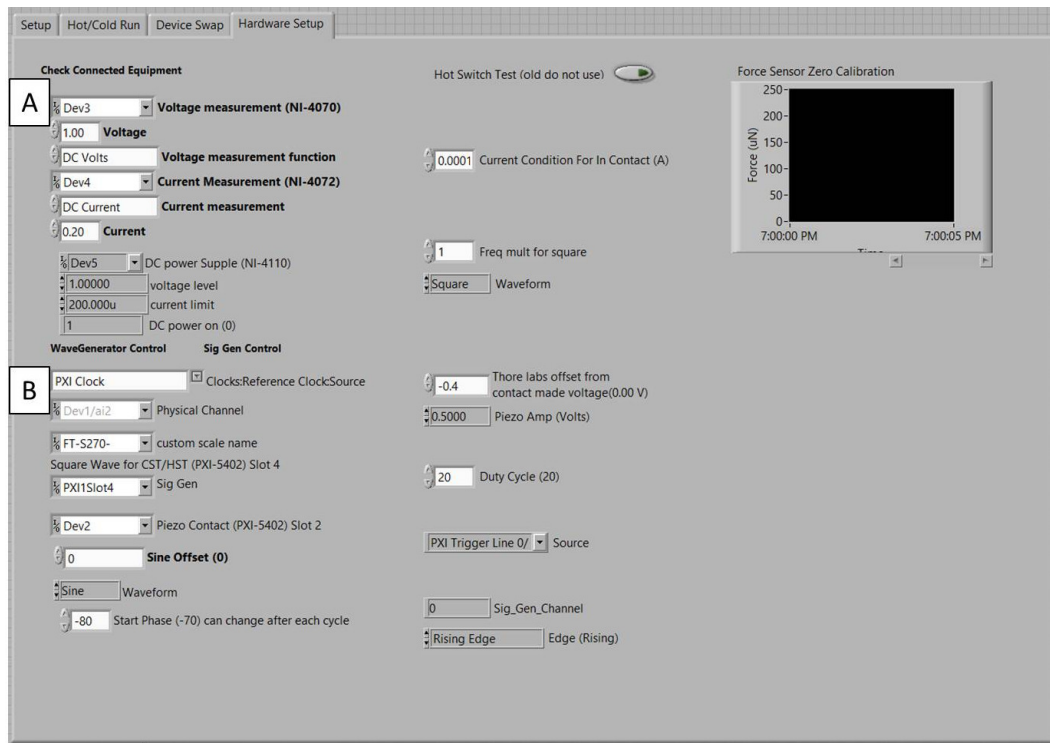 Setup Hot/Cold Run Device Swap Hardware Setup
Check Connected Equipment
A
Dev3 Voltage measurement (NI-4070)
1.00 Voltage
DC Volts Voltage measurement function
Dev4 Current Measurement (NI-4072)
DC Current Current measurement
0.20 Current
Dev5 DC power Supple (NI-4110)
1.00000 voltage level
200.000u current limit
1 DC power on (0)
WaveGenerator Control Sig Gen Control
B
PXI Clock Clocks:Reference Clock:Source
Dev1/ai2 Physical Channel
FT-S270- custom scale name
Square Wave for CST/HST (PXI-5402) Slot 4
PXI1Slot4 Sig Gen
Dev2 Piezo Contact (PXI-5402) Slot 2
0 Sine Offset (0)
Sine Waveform
-80 Start Phase (-70) can change after each cycle
Hot Switch Test (old do not use)
0.0001 Current Condition For In Contact (A)
1 Freq mult for square
Square Waveform
-0.4 Thore labs offset from
contact made voltage(0.00 V)
0.5000 Piezo Amp (Volts)
20 Duty Cycle (20)
PXI Trigger Line 0/ Source
0 Sig_Gen_Channel
Rising Edge Edge (Rising)
Force Sensor Zero Calibration
Force (uN)
250
200
150
100
50
0
7:00:00 PM 7:00:05 PM
Time